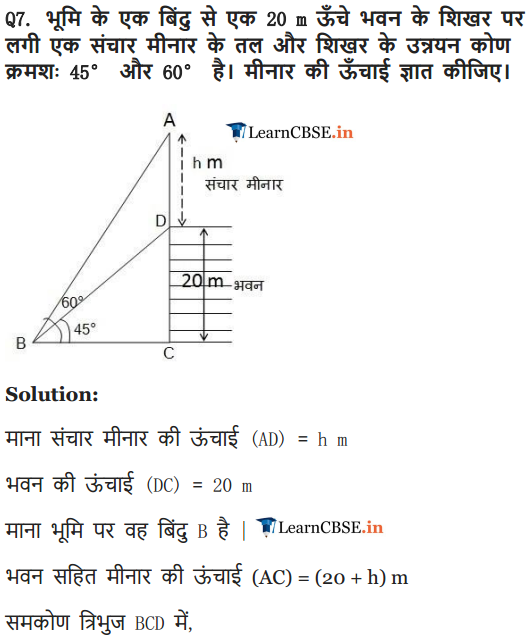 Q7. भूमि के एक बिंदु से एक 20 m ऊँचे भवन के शिखर पर
लगी एक संचार मीनार के तल और शिखर के उन्नयन कोण
क्रमशः 45° और 60° है। मीनार की ऊँचाई ज्ञात कीजिए।
A
LearnCBSE.in
h m
संचार मीनार
D
20 m भवन
60°
45°
B
C
Solution:
माना संचार मीनार की ऊंचाई (AD) = h m
भवन की ऊंचाई (DC) = 20 m
माना भूमि पर वह बिंदु B है | LearnCBSE.in
भवन सहित मीनार की ऊंचाई (AC) = (20 + h) m
समकोण त्रिभुज BCD में,